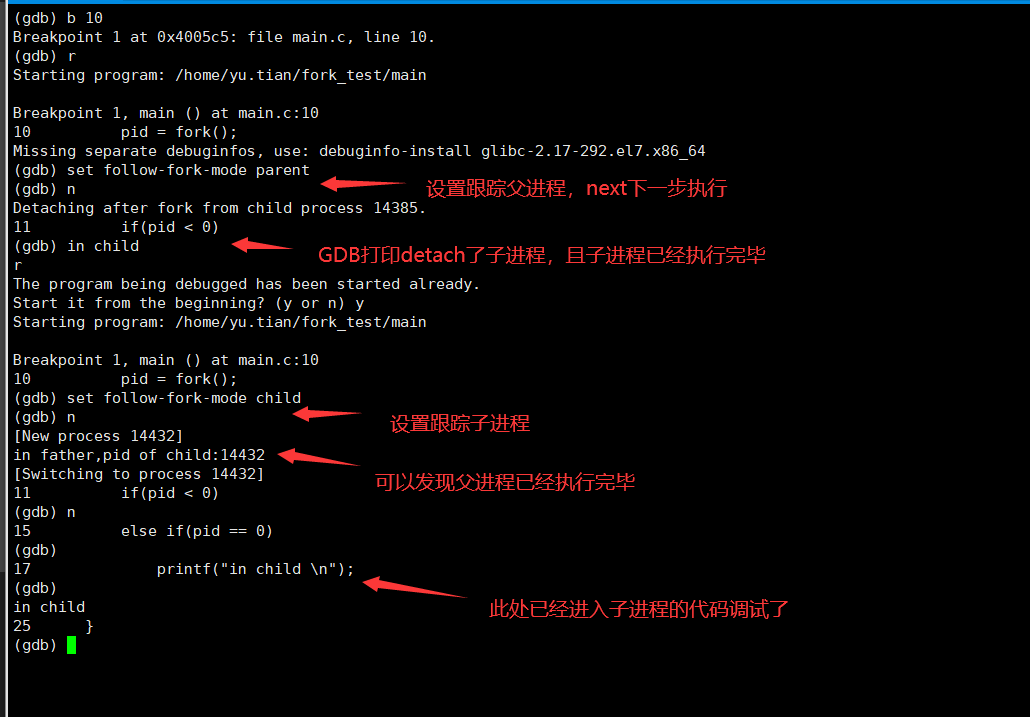 (gdb) b 10
Breakpoint 1 at 0x4005c5: file main.c, line 10.
(gdb) r
Starting program: /home/yu.tian/fork_test/main
Breakpoint 1, main () at main.c:10
10          pid = fork();
Missing separate debuginfos, use: debuginfo-install glibc-2.17-292.el7.x86_64
(gdb) set follow-fork-mode parent
(gdb) n
设置跟踪父进程，next下一步执行
Detaching after fork from child process 14385.
11          if(pid < 0)
(gdb) in child
GDB打印detach了子进程，且子进程已经执行完毕
r
The program being debugged has been started already.
Start it from the beginning? (y or n) y
Starting program: /home/yu.tian/fork_test/main
Breakpoint 1, main () at main.c:10
10          pid = fork();
(gdb) set follow-fork-mode child
(gdb) n
设置跟踪子进程
[New process 14432]
in father,pid of child:14432
[Switching to process 14432]
可以发现父进程已经执行完毕
11          if(pid < 0)
(gdb) n
15          else if(pid == 0)
(gdb)
17              printf("in child \n");
(gdb)
in child
此处已经进入子进程的代码调试了
25      }
(gdb)